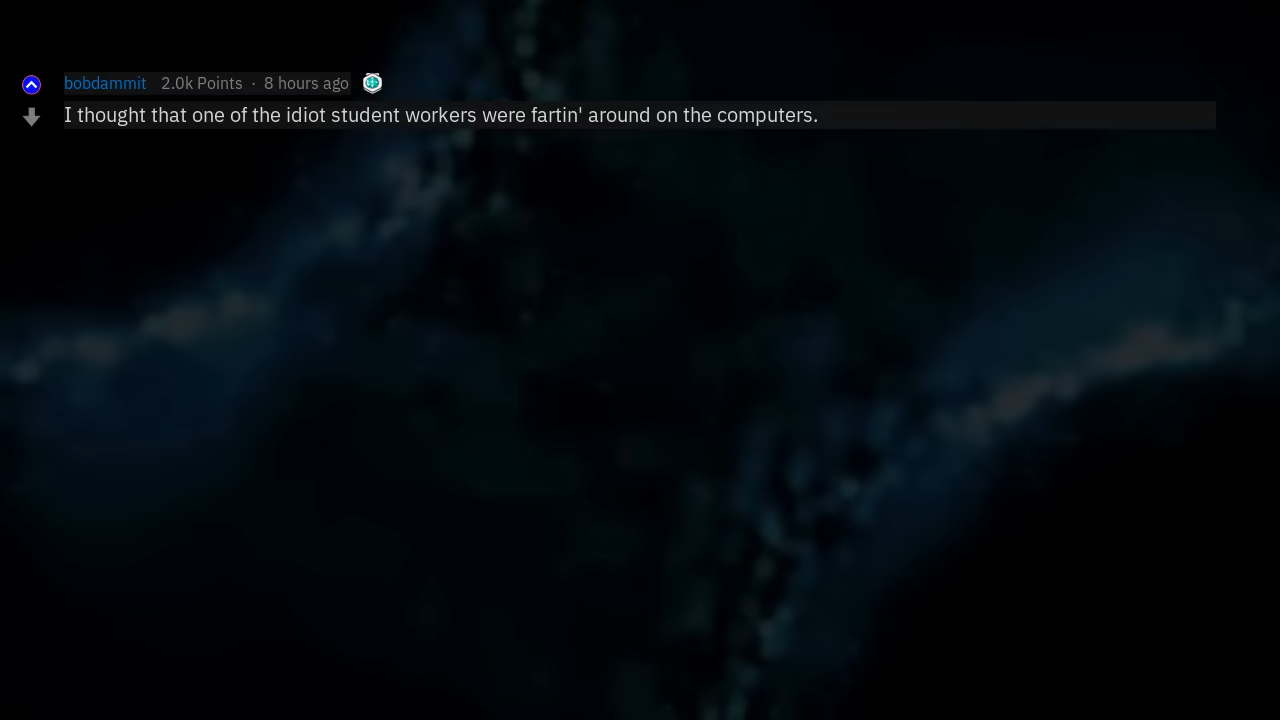 bobdammit 2.0k Points · 8 hours ago
I thought that one of the idiot student workers were fartin' around on the computers.